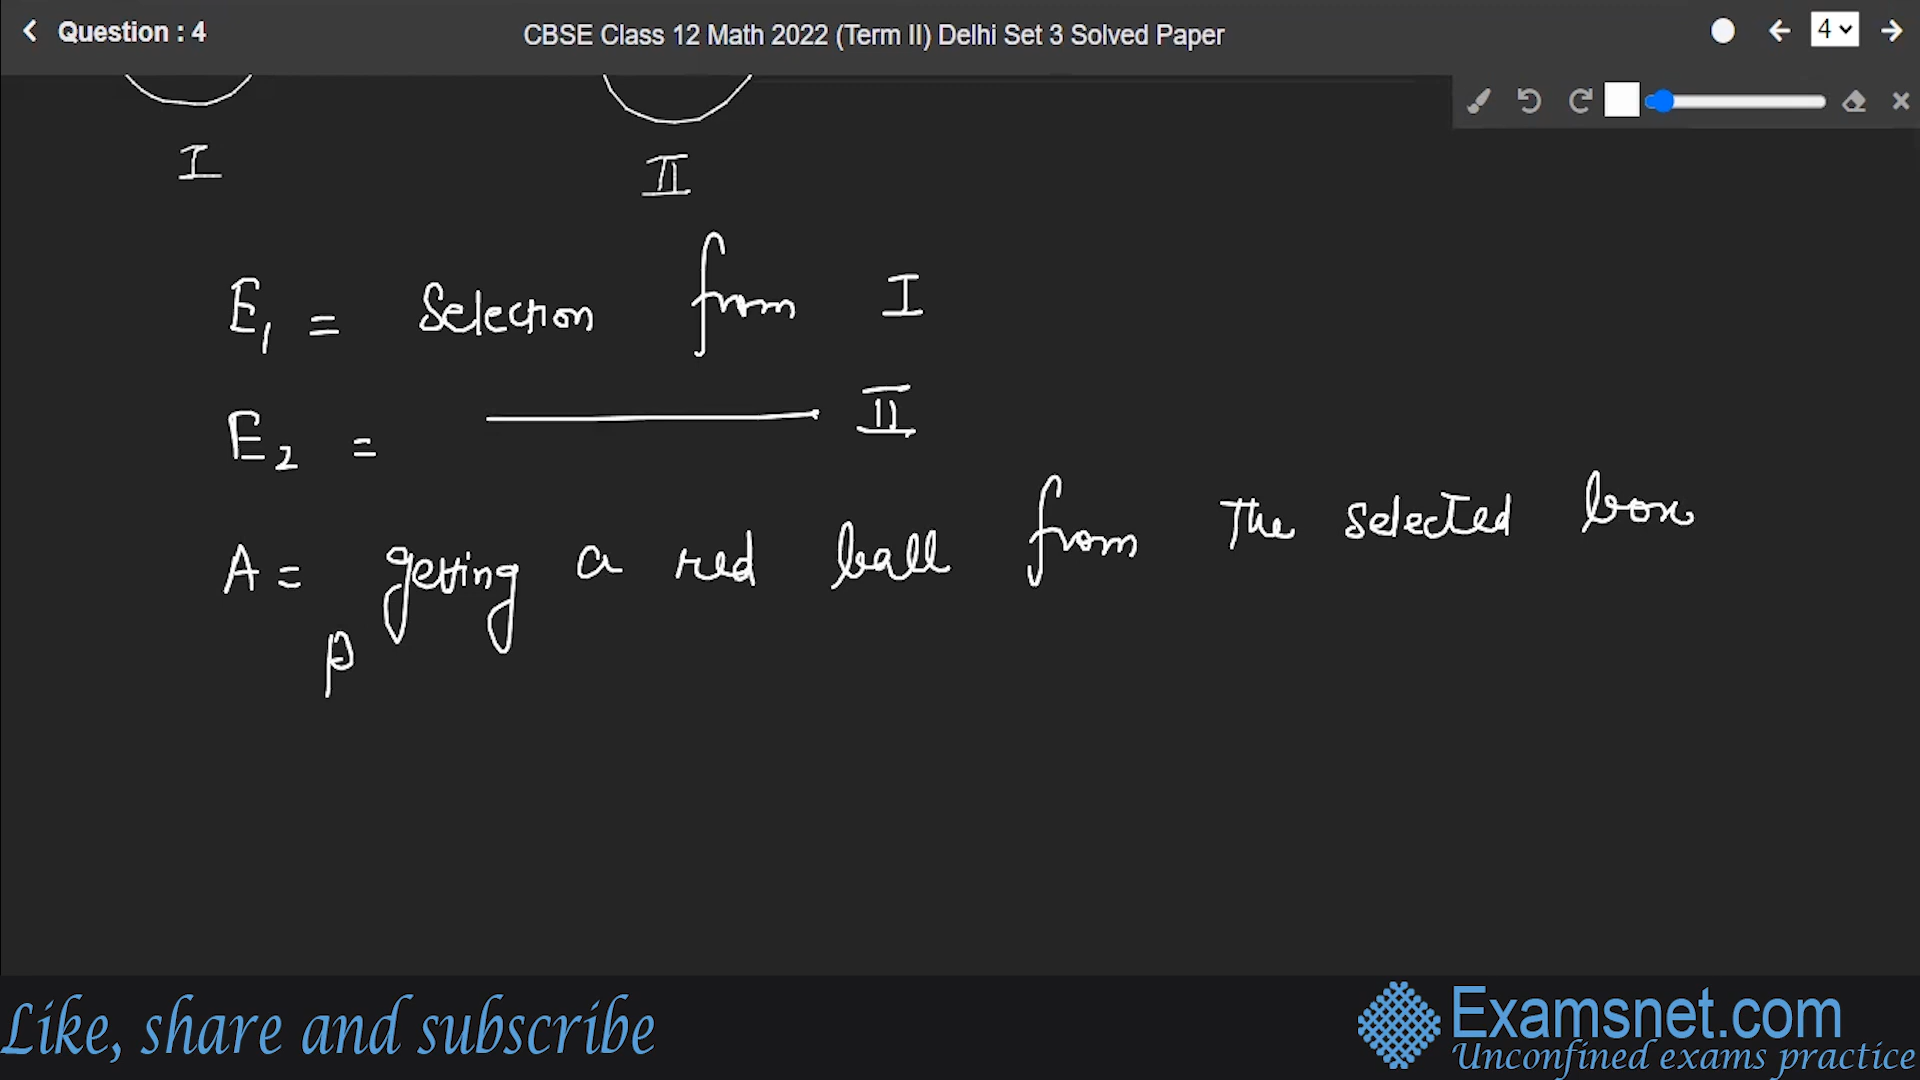 Question : 4
CBSE Class 12 Math 2022 (Term II) Delhi Set 3 Solved Paper
4
I
II
E1 = Selection from I
E2 = ———— II
A = getting a red ball from the selected box
P
Like, share and subscribe
Examsnet.com
Unconfined exams practice